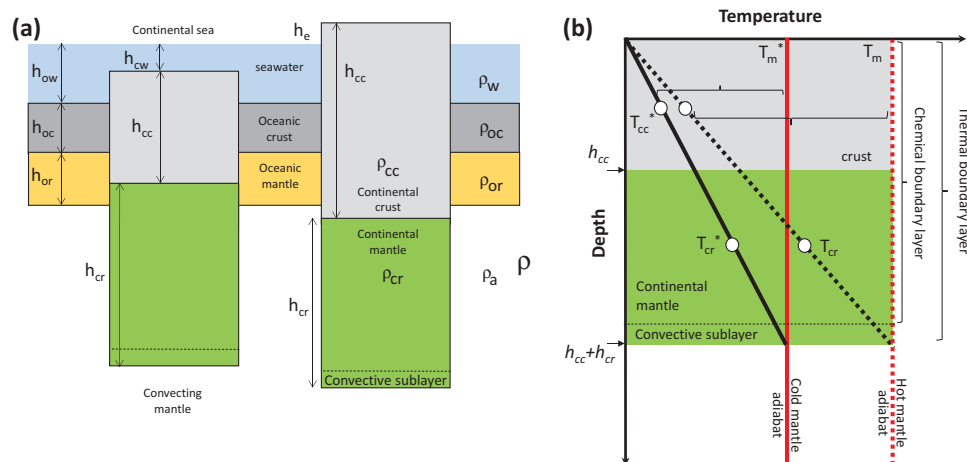 (a)
Continental sea
h_e
h_ow
h_cw
seawater
ρ_w
h_cc
h_cc
h_oc
Oceanic crust
ρ_oc
h_or
Oceanic mantle
ρ_cc
Continental crust
ρ_or
h_cr
Continental mantle
ρ_cr
h_cr
ρ_a
ρ
Convective sublayer
Convecting mantle
(b)
Temperature
T_m*
T_m
T_cc*
h_cc
crust
Depth
T_cr*
T_cr
Continental mantle
Convective sublayer
h_cc+h_cr
Chemical boundary layer
Thermal boundary layer
Cold mantle adiabat
Hot mantle adiabat